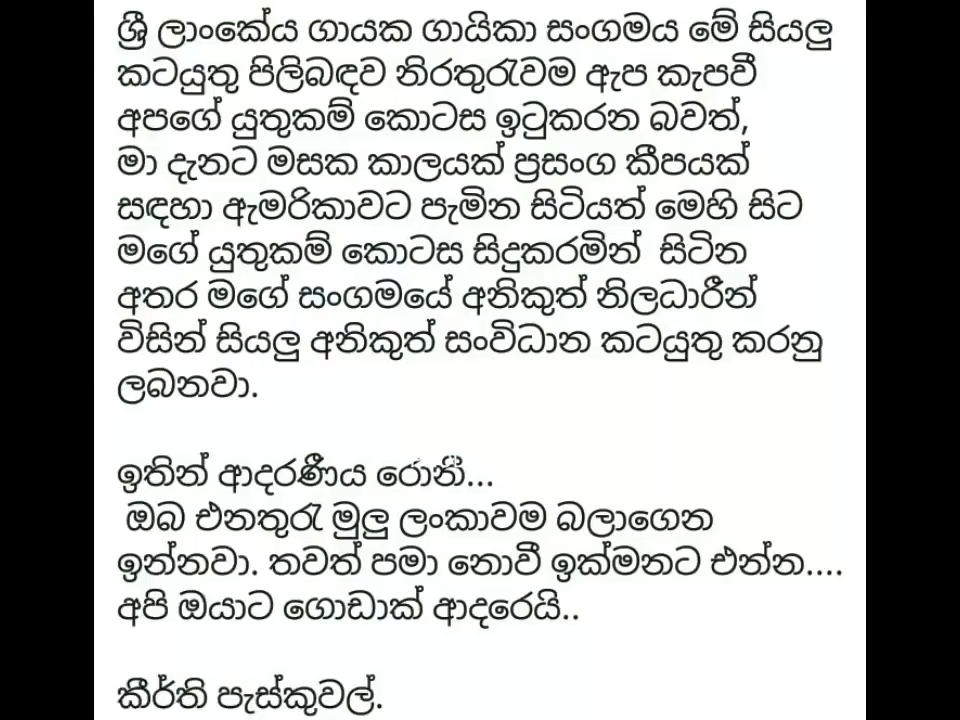 ශ්‍රී ලාංකේය ගායක ගායිකා සංගමය මේ සියලු
කටයුතු පිලිබඳව නිරතුරුවම ඇප කැපවී
අපගේ යුතුකම් කොටස ඉටුකරන බවත්,
මා දැනට මසක කාලයක් ප්‍රසංග කීපයක්
සඳහා ඇමරිකාවට පැමින සිටියත් මෙහි සිට
මගේ යුතුකම් කොටස සිදුකරමින් සිටින
අතර මගේ සංගමයේ අනිකුත් නිලධාරීන්
විසින් සියලු අනිකුත් සංවිධාන කටයුතු කරනු
ලබනවා.
ඉතින් ආදරණීය රොනී...
ඔබ එනතුරු මුලු ලංකාවම බලාගෙන
ඉන්නවා. තවත් පමා නොවී ඉක්මනට එන්න....
අපි ඔයාට ගොඩාක් ආදරෙයි..
කීර්ති පැස්කුවල්.